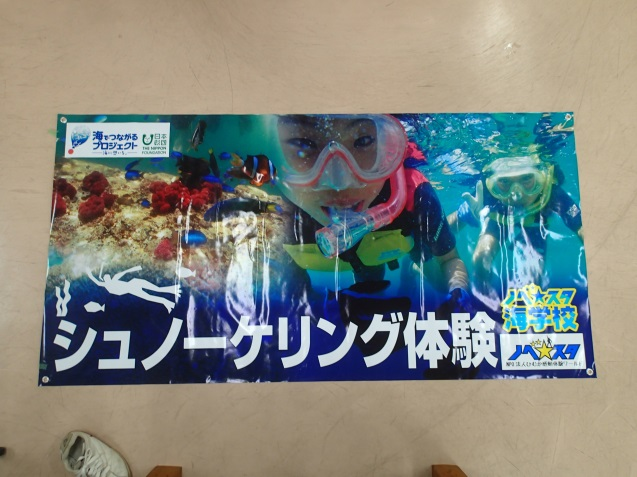 海でつながる
プロジェクト
日本
財団
THE NIPPON
FOUNDATION
シュノーケリング体験
ノベ★スタ
海学校
ノベ★スタ